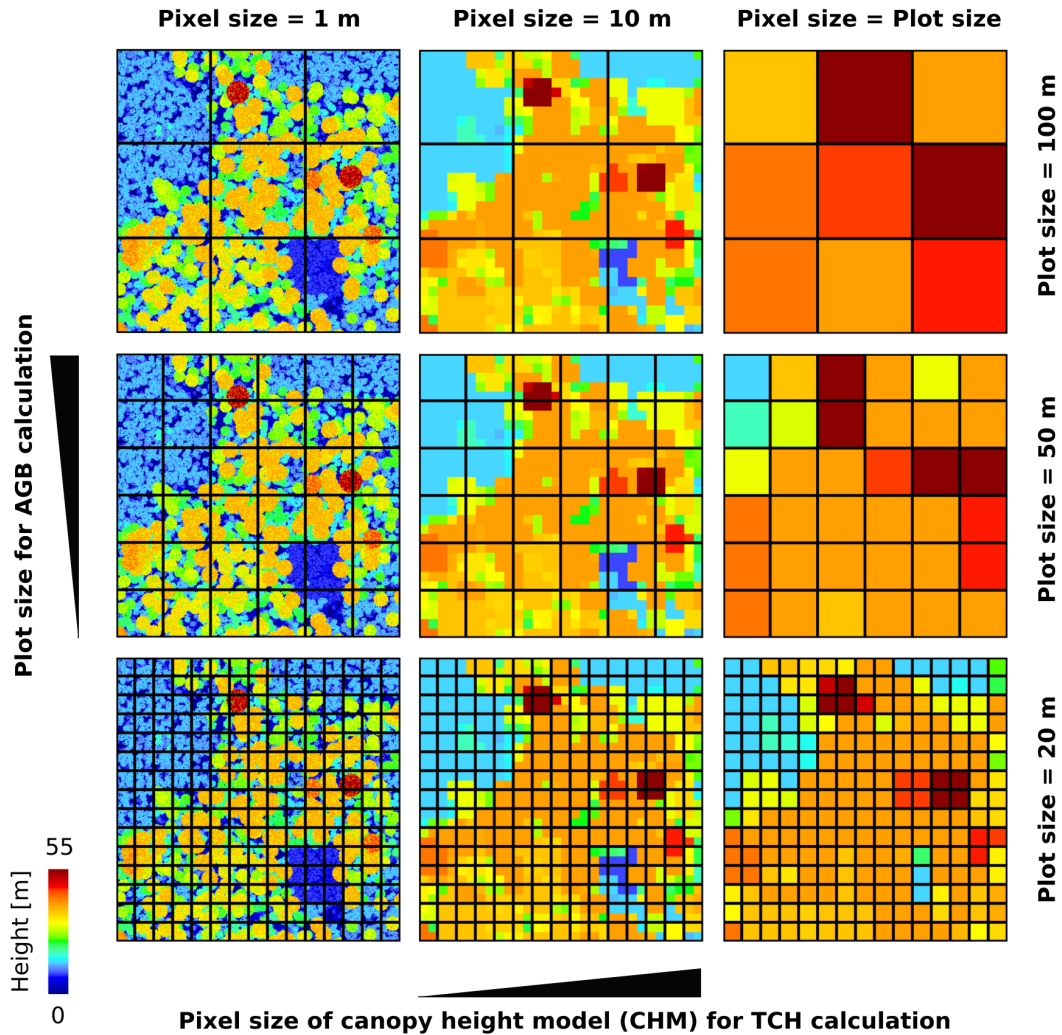 Pixel size = 1 m
Pixel size = 10 m
Pixel size = Plot size
Plot size = 100 m
Plot size for AGB calculation
Plot size = 50 m
Plot size = 20 m
55
Height [m]
0
Pixel size of canopy height model (CHM) for TCH calculation